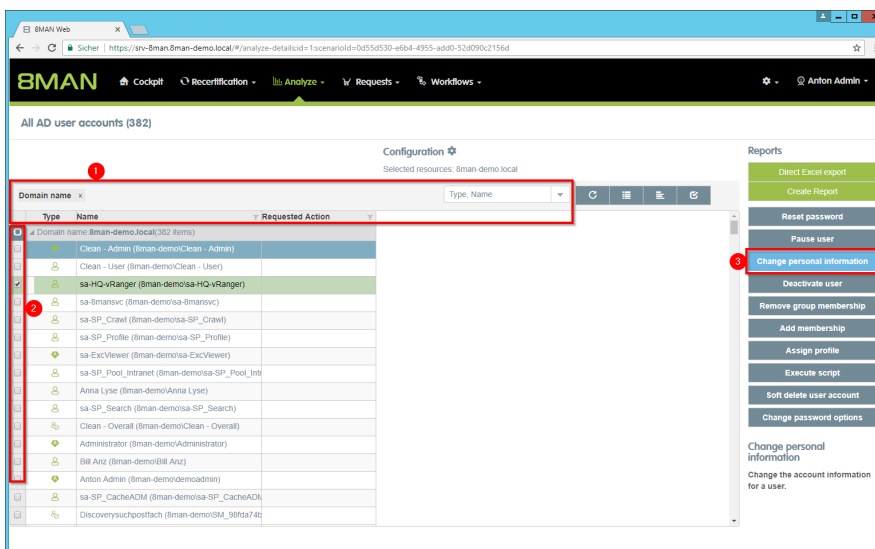 8MAN Web
Sicher | https://srv-8man.8man-demo.local/#/analyze-details;id=1;scenarioId=0d55d530-e6b4-4955-add0-52d090c2156d
8MAN Cockpit Recertification Analyze Requests Workflows Anton Admin
All AD user accounts (382)
Configuration
Selected resources: 8man-demo.local
Reports
Direct Excel export
Create Report
1
Domain name x Type, Name
Type Name Requested Action
Domain name:8man-demo.local(382 items)
Clean - Admin (8man-demo\Clean - Admin)
Clean - User (8man-demo\Clean - User)
sa-HQ-vRanger (8man-demo\sa-HQ-vRanger)
2
sa-8mansvc (8man-demo\sa-8mansvc)
sa-SP_Crawl (8man-demo\sa-SP_Crawl)
sa-SP_Profile (8man-demo\sa-SP_Profile)
sa-ExcViewer (8man-demo\sa-ExcViewer)
sa-SP_Pool_Intranet (8man-demo\sa-SP_Pool_Intr
Anna Lyse (8man-demo\Anna Lyse)
sa-SP_Search (8man-demo\sa-SP_Search)
Clean - Overall (8man-demo\Clean - Overall)
Administrator (8man-demo\Administrator)
Bill Anz (8man-demo\Bill Anz)
Anton Admin (8man-demo\demoadmin)
sa-SP_CacheADM (8man-demo\sa-SP_CacheADM
Discoverysuchpostfach (8man-demo\SM_98fda74b
Reset password
Pause user
3 Change personal information
Deactivate user
Remove group membership
Add membership
Assign profile
Execute script
Soft delete user account
Change password options
Change personal
information
Change the account information
for a user.